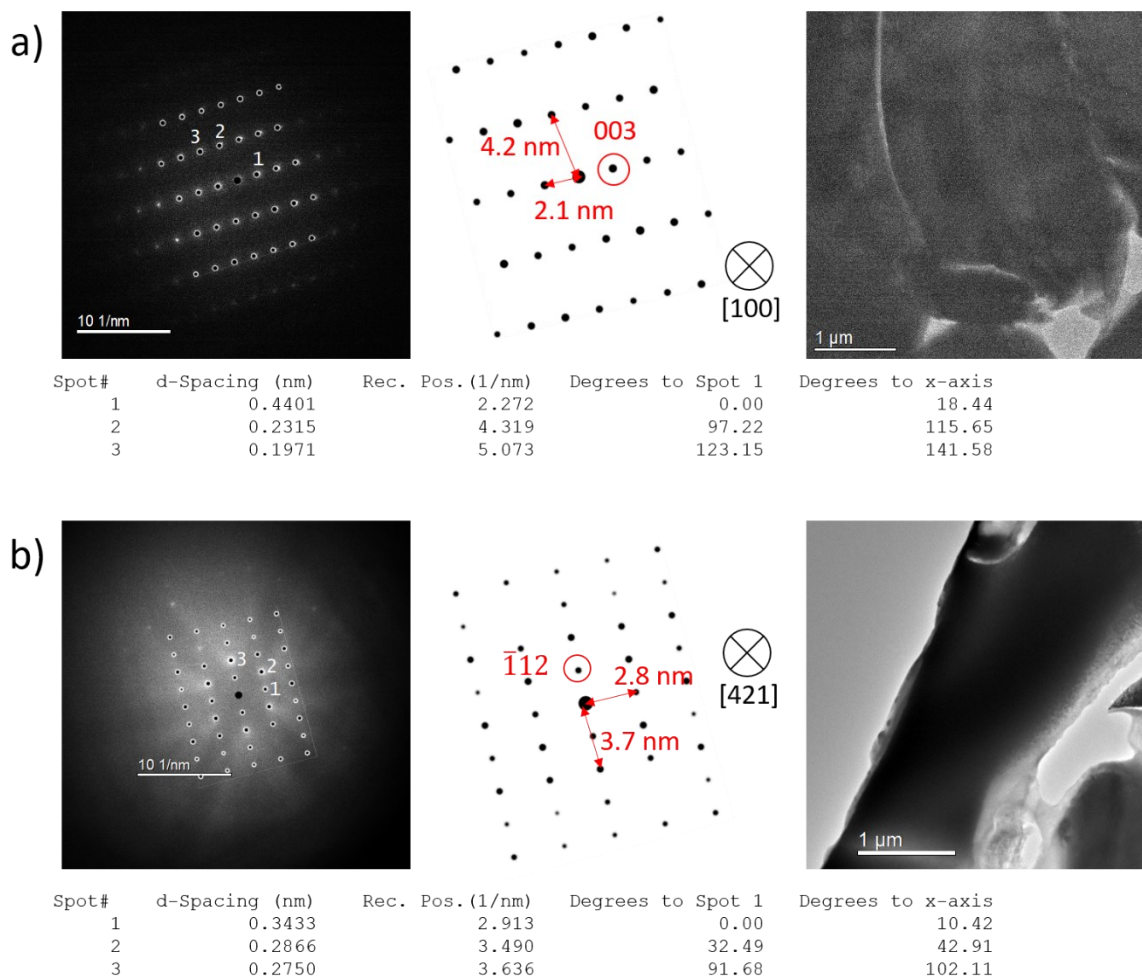 a)
3 2
1
10 1/nm
4.2 nm
003
2.1 nm
[100]
1 µm
Spot# d-Spacing (nm) Rec. Pos.(1/nm) Degrees to Spot 1 Degrees to x-axis
1 0.4401 2.272 0.00 18.44
2 0.2315 4.319 97.22 115.65
3 0.1971 5.073 123.15 141.58
b)
3
2
1
10 1/nm
1̅12
2.8 nm
3.7 nm
[421]
1 µm
Spot# d-Spacing (nm) Rec. Pos.(1/nm) Degrees to Spot 1 Degrees to x-axis
1 0.3433 2.913 0.00 10.42
2 0.2866 3.490 32.49 42.91
3 0.2750 3.636 91.68 102.11